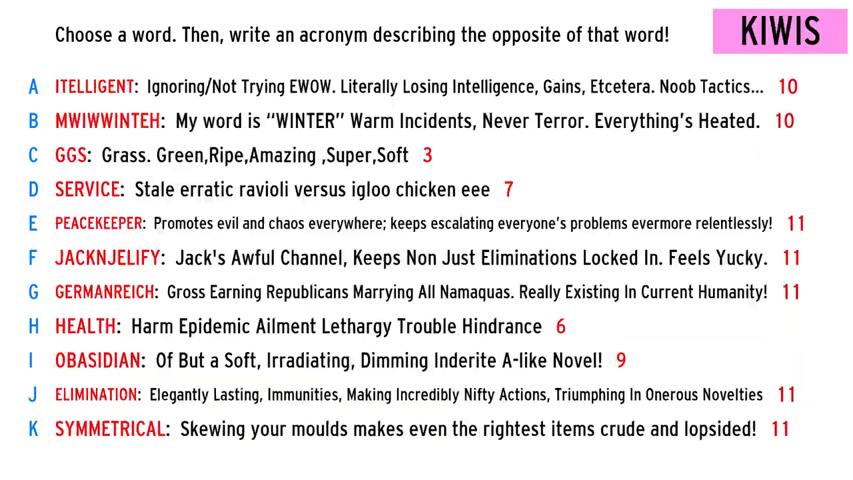 Choose a word. Then, write an acronym describing the opposite of that word!
KIWIS
A ITELLIGENT: Ignoring/Not Trying EWOW. Literally Losing Intelligence, Gains, Etcetera. Noob Tactics... 10
B MWIWWINTEH: My word is “WINTER” Warm Incidents, Never Terror. Everything's Heated. 10
C GGS: Grass. Green,Ripe,Amazing ,Super,Soft 3
D SERVICE: Stale erratic ravioli versus igloo chicken eee 7
E PEACEKEEPER: Promotes evil and chaos everywhere; keeps escalating everyone's problems evermore relentlessly! 11
F JACKNJELIFY: Jack's Awful Channel, Keeps Non Just Eliminations Locked In. Feels Yucky. 11
G GERMANREICH: Gross Earning Republicans Marrying All Namaquas. Really Existing In Current Humanity! 11
H HEALTH: Harm Epidemic Ailment Lethargy Trouble Hindrance 6
I OBASIDIAN: Of But a Soft, Irradiating, Dimming Inderite A-like Novel! 9
J ELIMINATION: Elegantly Lasting, Immunities, Making Incredibly Nifty Actions, Triumphing In Onerous Novelties 11
K SYMMETRICAL: Skewing your moulds makes even the rightest items crude and lopsided! 11